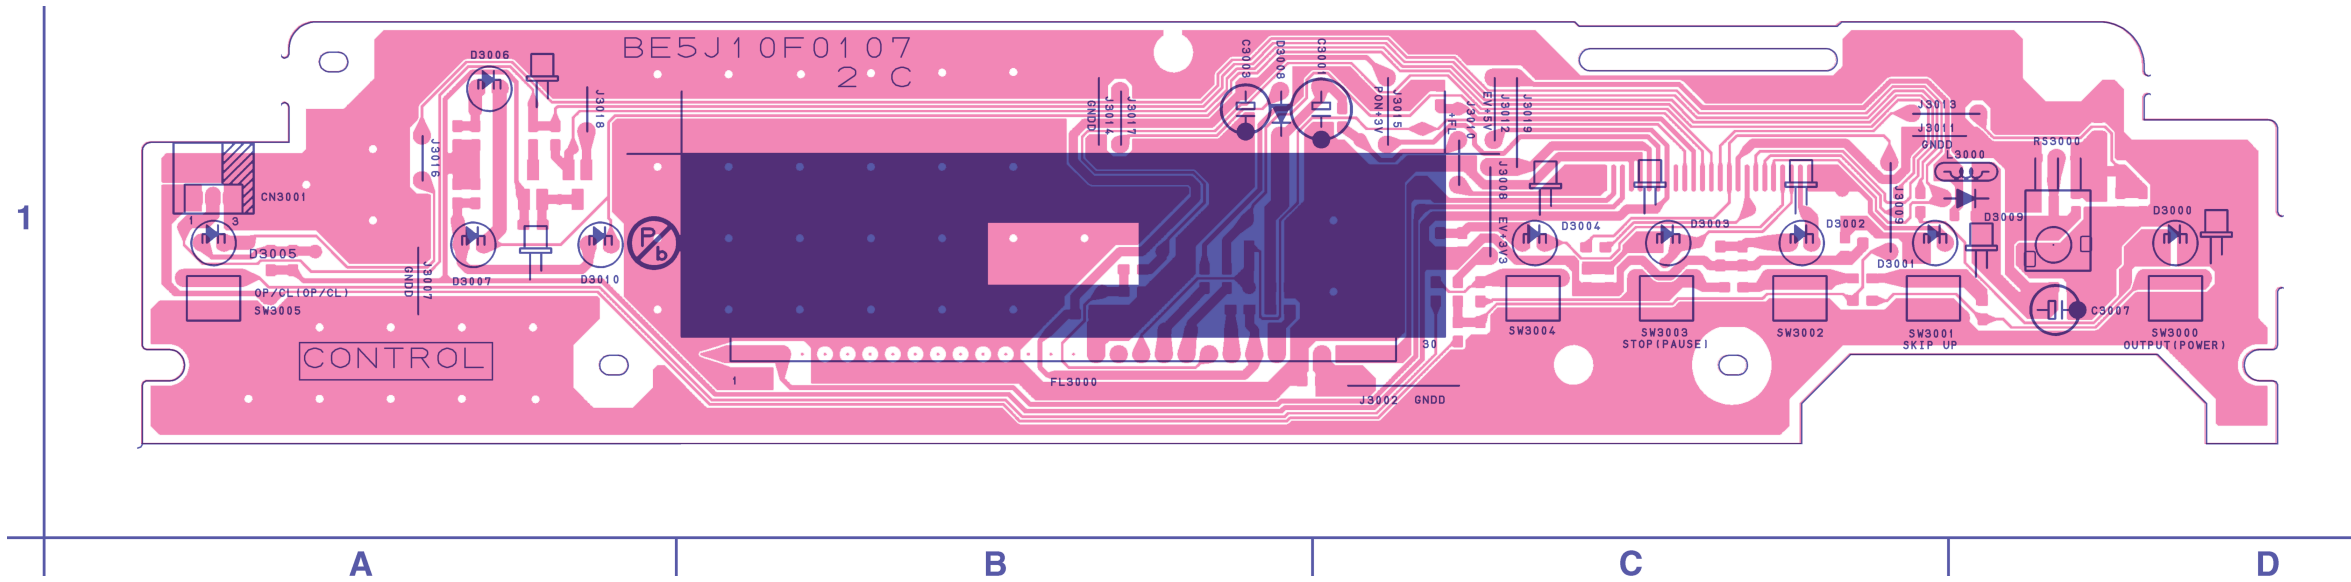 BE5J10F0107
2 C
D3006
C3003
D3008
C3001
J3018
GNDD
J3014
J3017
PON+3V
J3015
+FL
J3010
EV+5V
J3012
J3019
J3013
J3011
GNDD
L3000
RS3000
J3016
CN3001
1
3
J3008
EV+3V3
J3009
D3009
D3000
D3004
D3003
D3002
D3001
D3005
GNDD
J3007
D3007
D3010
P
b
1
OP/CL(OP/CL)
SW3005
SW3004
SW3003
STOP(PAUSE)
SW3002
SW3001
SKIP UP
C3007
SW3000
OUTPUT(POWER)
CONTROL
1
30
FL3000
J3002
GNDD
A
B
C
D